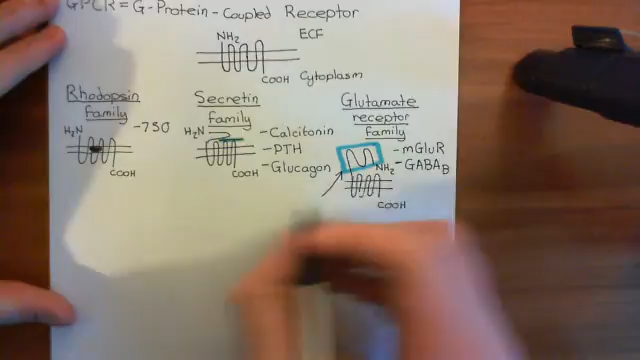 GPCR = G-Protein-Coupled Receptor
NH2
ECF
COOH Cytoplasm
Rhodopsin
family
-750
H2N
COOH
Secretin
family
H2N
-Calcitonin
-PTH
-Glucagon
COOH
Glutamate
receptor
family
-mGluR
-GABAB
NH2
COOH